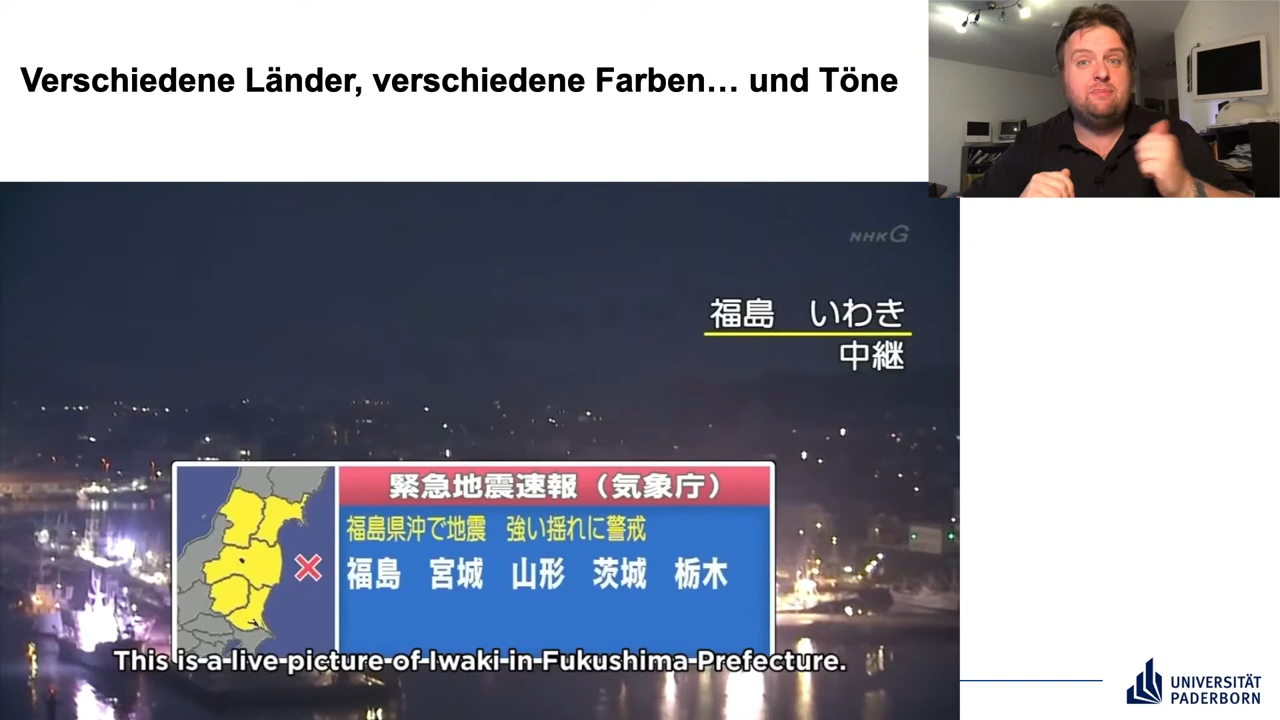 Verschiedene Länder, verschiedene Farben… und Töne
NHK G
福島　いわき
中継
緊急地震速報（気象庁）
福島県沖で地震　強い揺れに警戒
福島　宮城　山形　茨城　栃木
This is a live picture of Iwaki in Fukushima Prefecture.
UNIVERSITÄT
PADERBORN